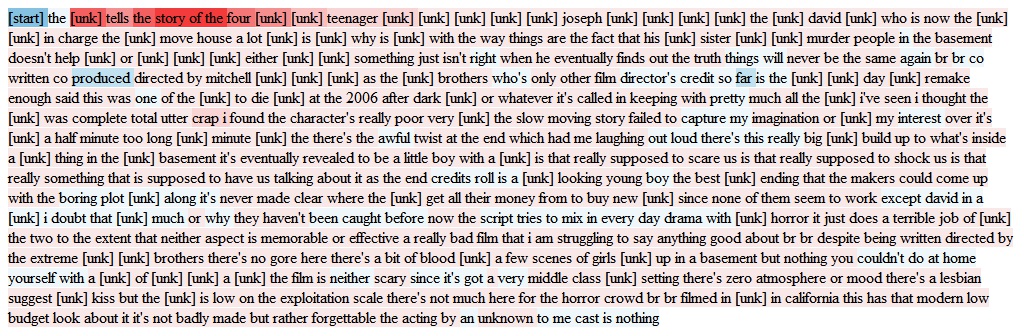 [start] the [unk] tells the story of the four [unk] [unk] teenager [unk] [unk] [unk] [unk] [unk] joseph [unk] [unk] [unk] [unk] the [unk] david [unk] who is now the [unk]
[unk] in charge the [unk] move house a lot [unk] is [unk] why is [unk] with the way things are the fact that his [unk] sister [unk] [unk] murder people in the basement
doesn't help [unk] or [unk] [unk] [unk] either [unk] [unk] something just isn't right when he eventually finds out the truth things will never be the same again br br co
written co produced directed by mitchell [unk] [unk] [unk] as the [unk] brothers who's only other film director's credit so far is the [unk] [unk] day [unk] remake
enough said this was one of the [unk] to die [unk] at the 2006 after dark [unk] or whatever it's called in keeping with pretty much all the [unk] i've seen i thought the
[unk] was complete total utter crap i found the character's really poor very [unk] the slow moving story failed to capture my imagination or [unk] my interest over it's
[unk] a half minute too long [unk] minute [unk] the there's the awful twist at the end which had me laughing out loud there's this really big [unk] build up to what's inside
a [unk] thing in the [unk] basement it's eventually revealed to be a little boy with a [unk] is that really supposed to scare us is that really supposed to shock us is that
really something that is supposed to have us talking about it as the end credits roll is a [unk] looking young boy the best [unk] ending that the makers could come up
with the boring plot [unk] along it's never made clear where the [unk] get all their money from to buy new [unk] since none of them seem to work except david in a
[unk] i doubt that [unk] much or why they haven't been caught before now the script tries to mix in every day drama with [unk] horror it just does a terrible job of [unk]
the two to the extent that neither aspect is memorable or effective a really bad film that i am struggling to say anything good about br br despite being written directed by
the extreme [unk] [unk] brothers there's no gore here there's a bit of blood [unk] a few scenes of girls [unk] up in a basement but nothing you couldn't do at home
yourself with a [unk] of [unk] [unk] a [unk] the film is neither scary since it's got a very middle class [unk] setting there's zero atmosphere or mood there's a lesbian
suggest [unk] kiss but the [unk] is low on the exploitation scale there's not much here for the horror crowd br br filmed in [unk] in california this has that modern low
budget look about it it's not badly made but rather forgettable the acting by an unknown to me cast is nothing